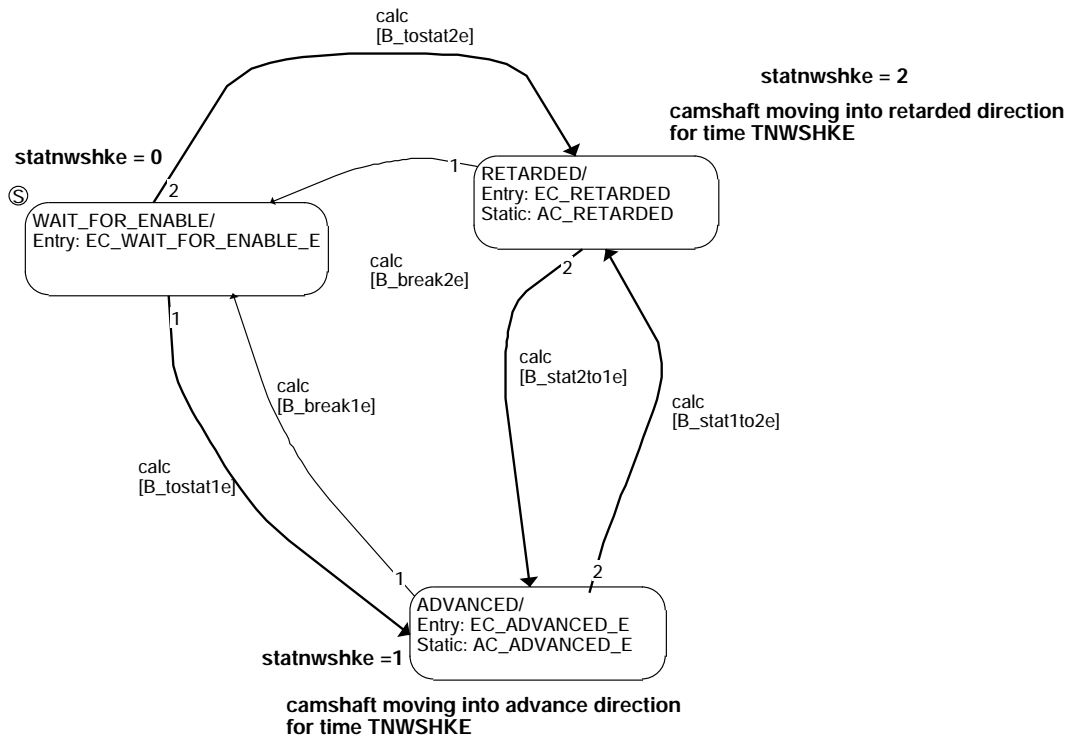 calc
[B_tostat2e]
statnwshke = 2
camshaft moving into retarded direction
for time TNWSHKE
statnwshke = 0
S
2
1
WAIT_FOR_ENABLE/
Entry: EC_WAIT_FOR_ENABLE_E
RETARDED/
Entry: EC_RETARDED
Static: AC_RETARDED
calc
[B_break2e]
2
1
calc
[B_stat2to1e]
calc
[B_break1e]
calc
[B_stat1to2e]
calc
[B_tostat1e]
1
2
ADVANCED/
Entry: EC_ADVANCED_E
Static: AC_ADVANCED_E
statnwshke =1
camshaft moving into advance direction
for time TNWSHKE